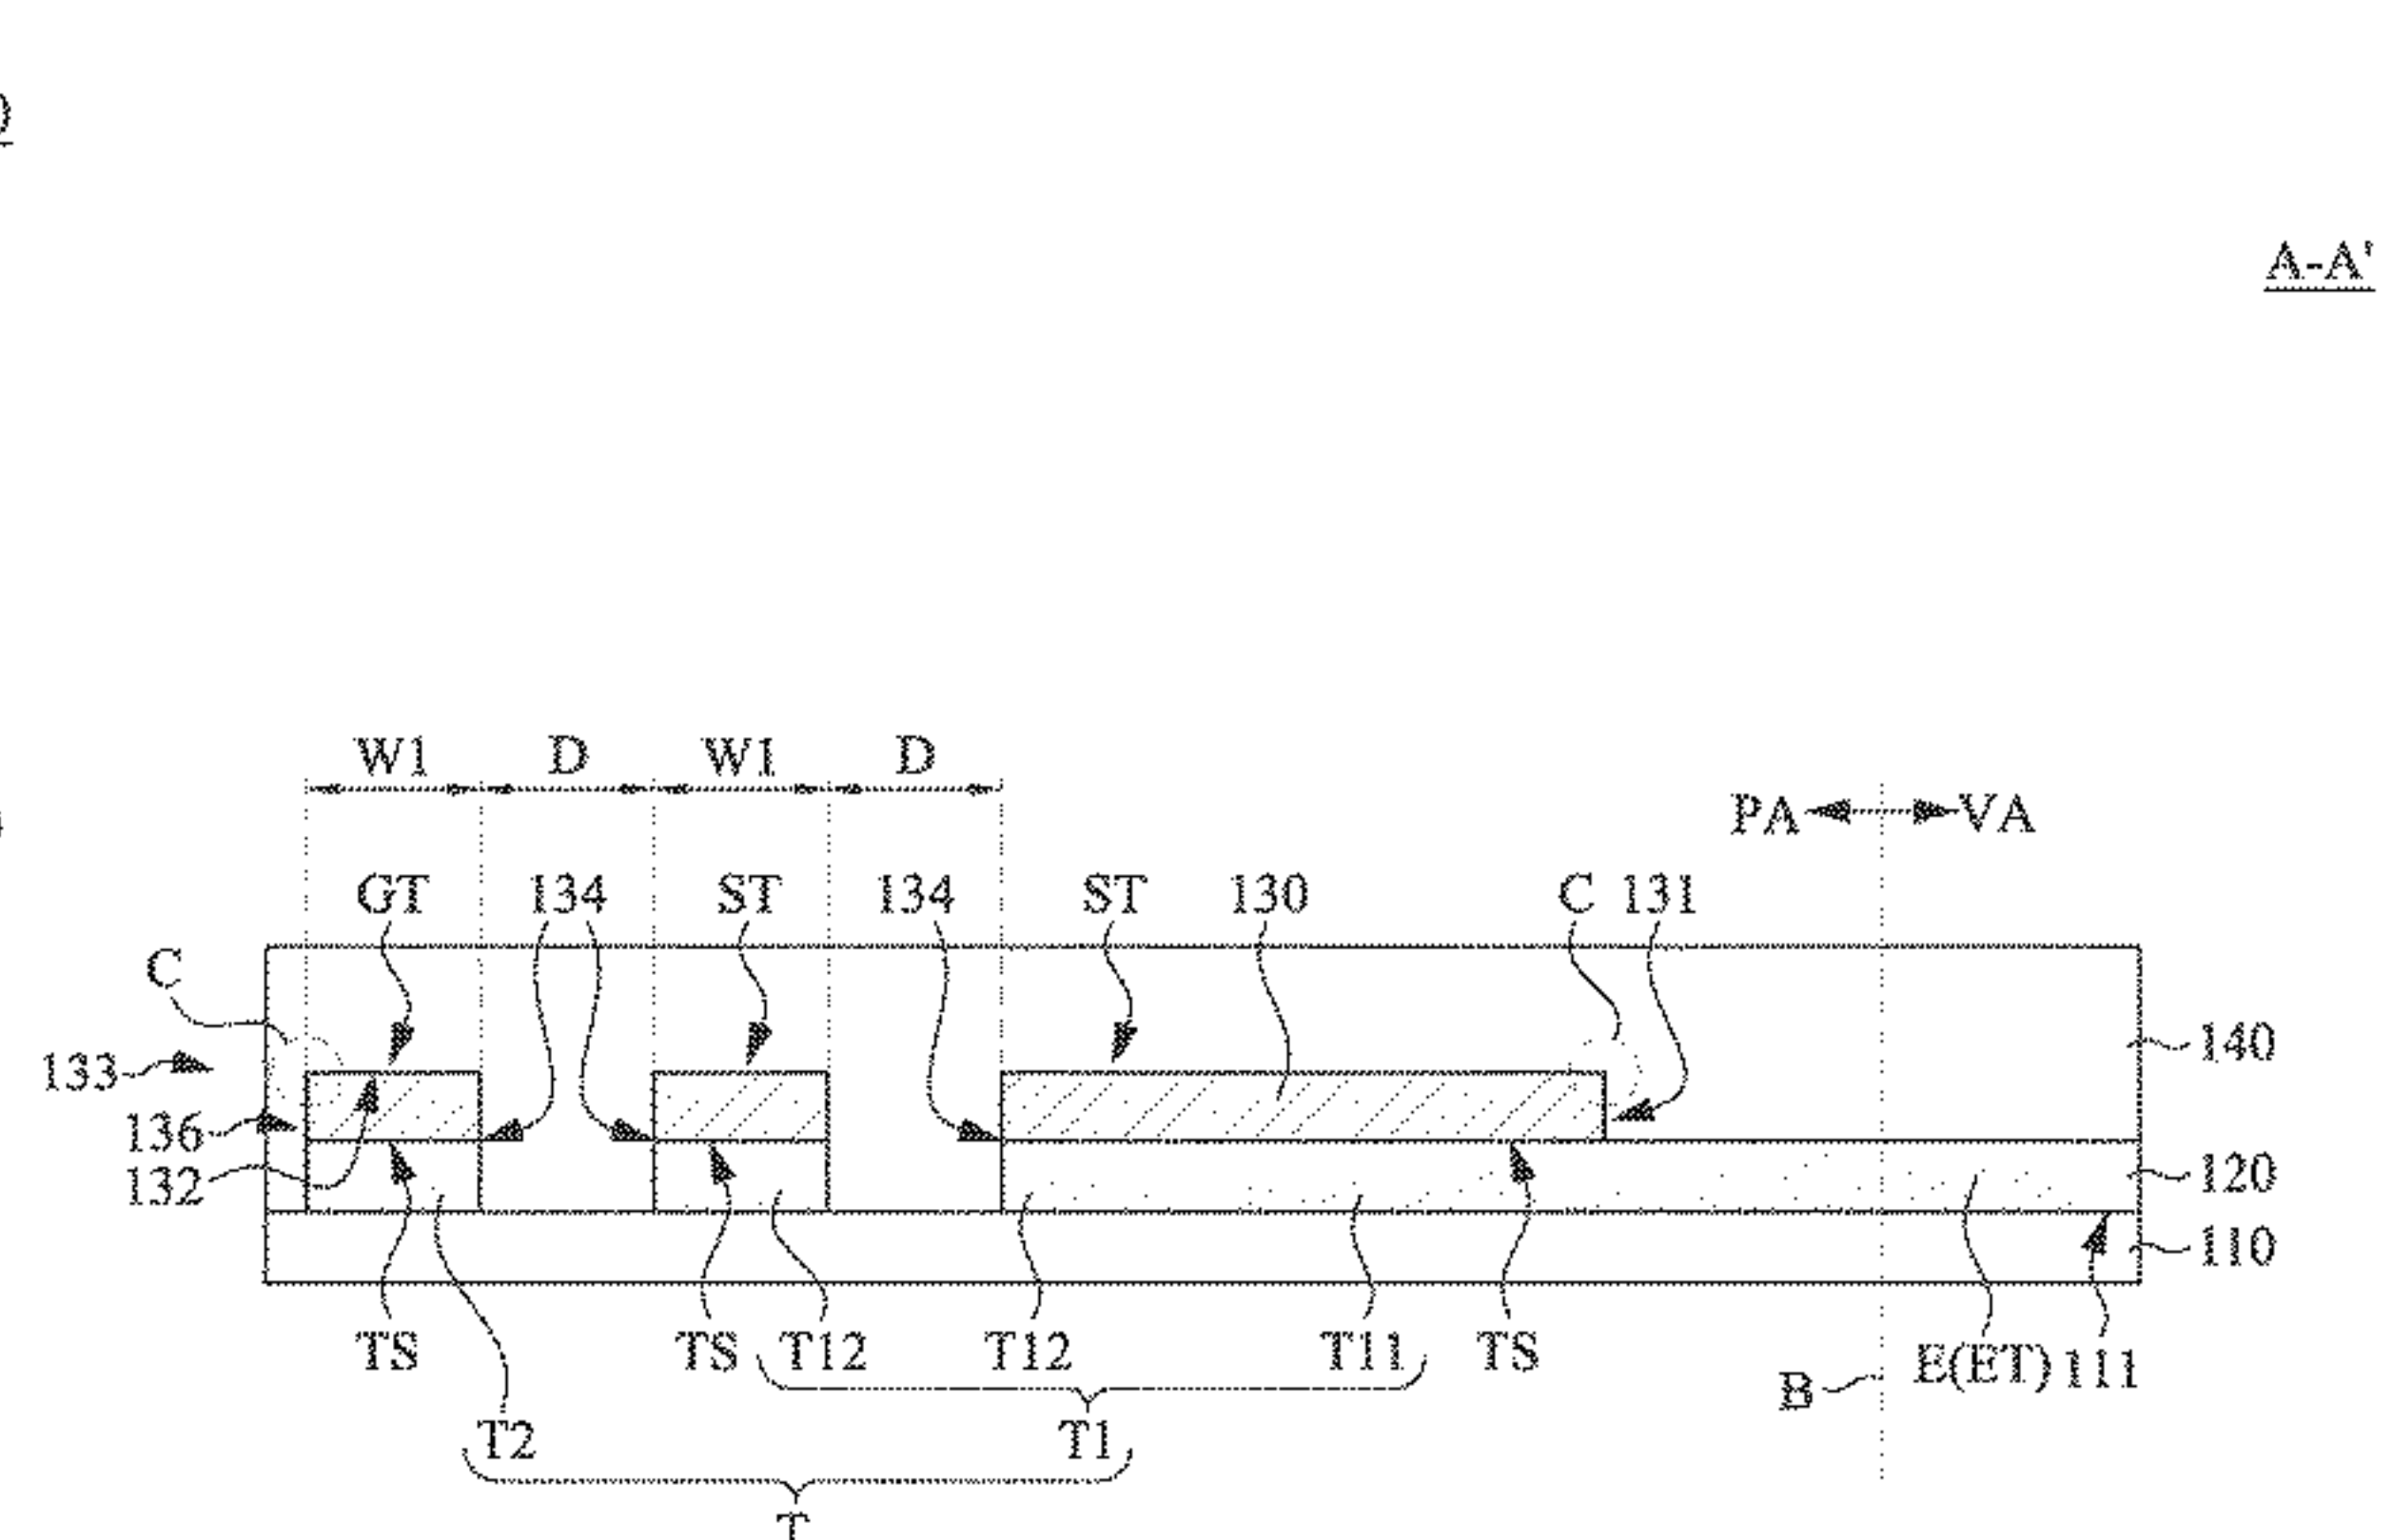 A-A'
W1 D W1 D
PA VA
GT 134 ST 134 ST 130 C 131
C
140
133
136
132
120
110
TS TS T12 T12 T11 TS E(ET) 111
B
T2 T1
T